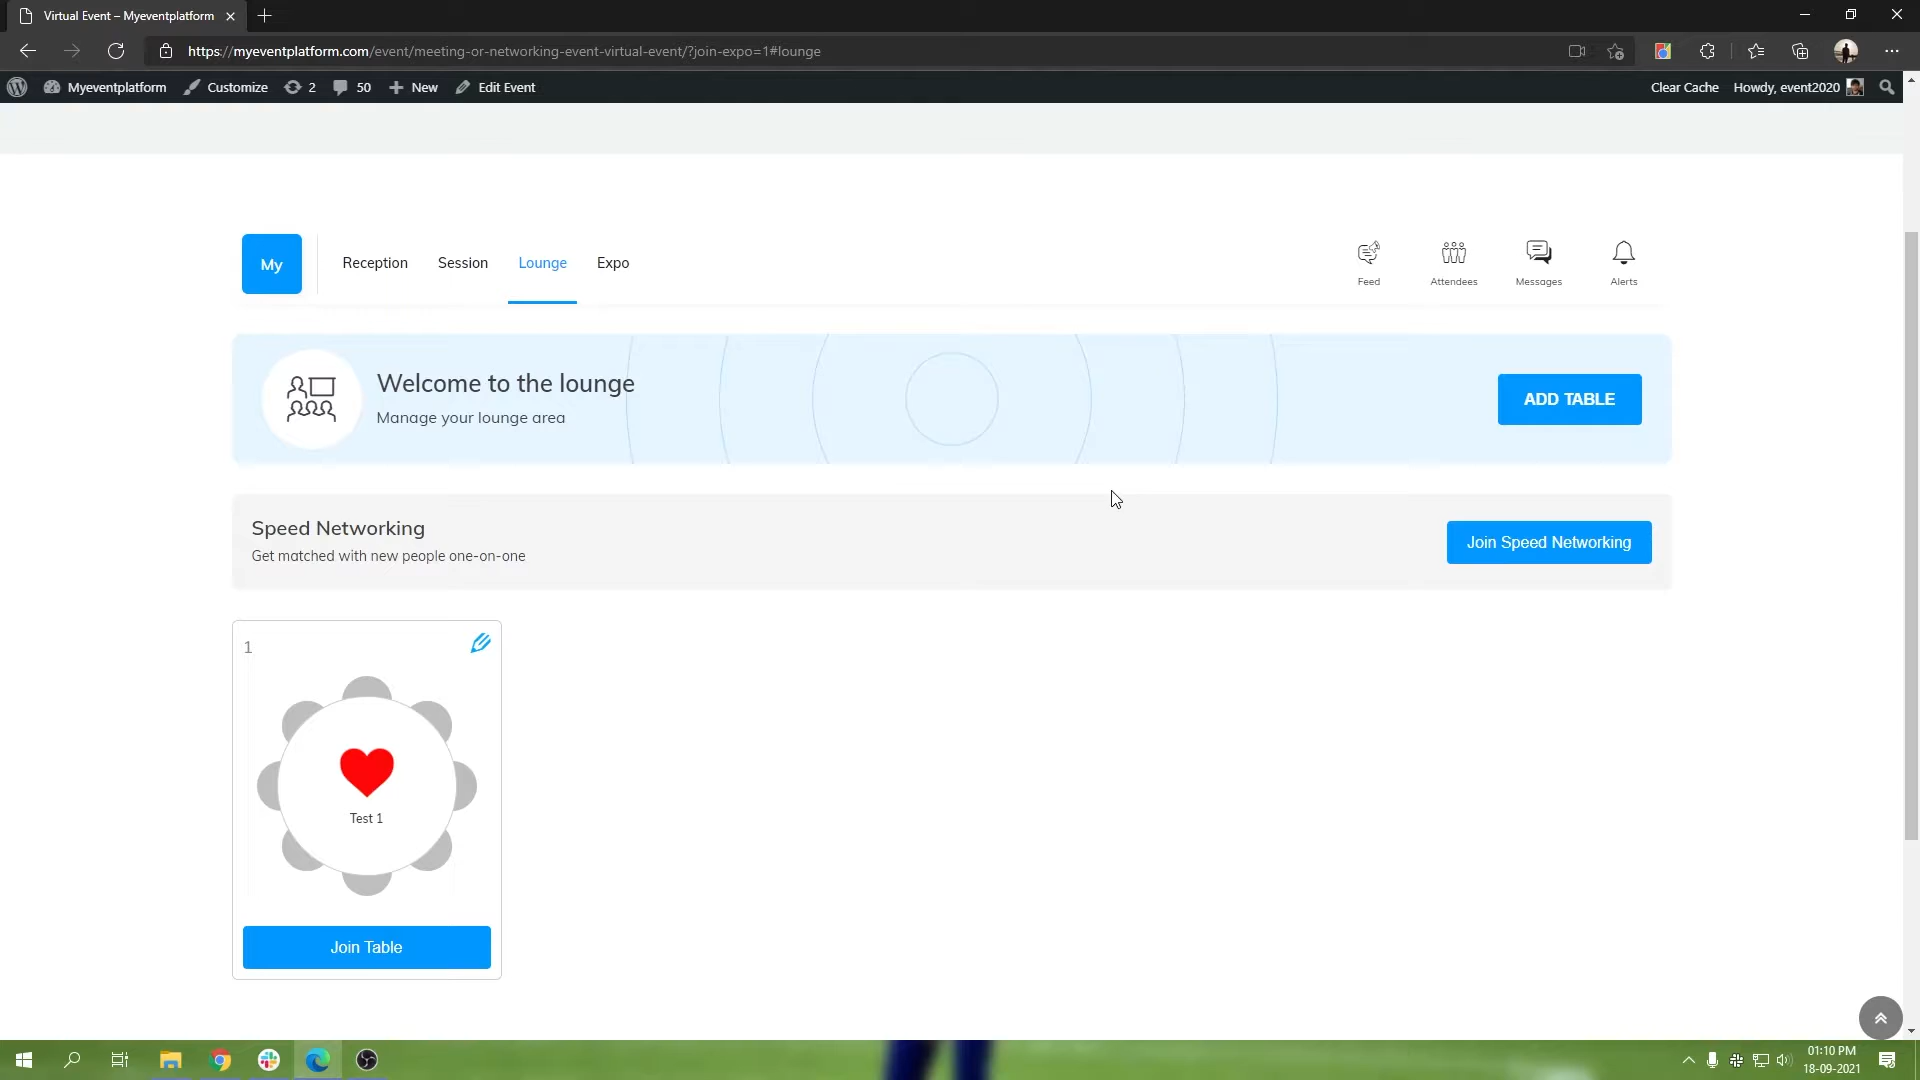 Virtual Event – Myeventplatform
https://myeventplatform.com/event/meeting-or-networking-event-virtual-event/?join-expo=1#lounge
Myeventplatform Customize 2 50 New Edit Event Clear Cache Howdy, event2020
My Reception Session Lounge Expo Feed Attendees Messages Alerts
Welcome to the lounge
Manage your lounge area
ADD TABLE
Speed Networking
Get matched with new people one-on-one
Join Speed Networking
1
Test 1
Join Table
01:10 PM
18-09-2021